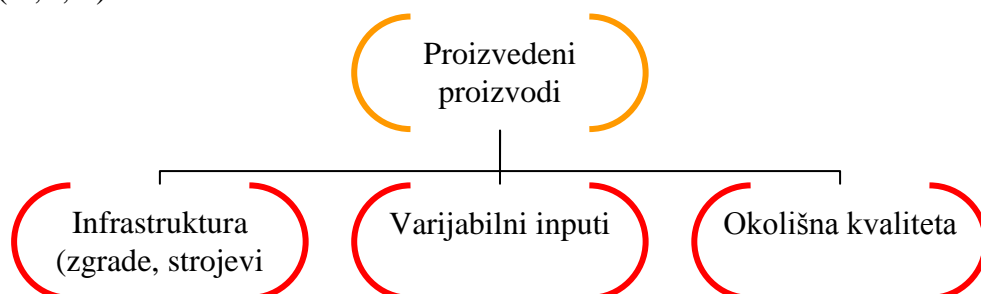 Proizvedeni
proizvodi
Infrastruktura
(zgrade, strojevi
Varijabilni inputi
Okolišna kvaliteta